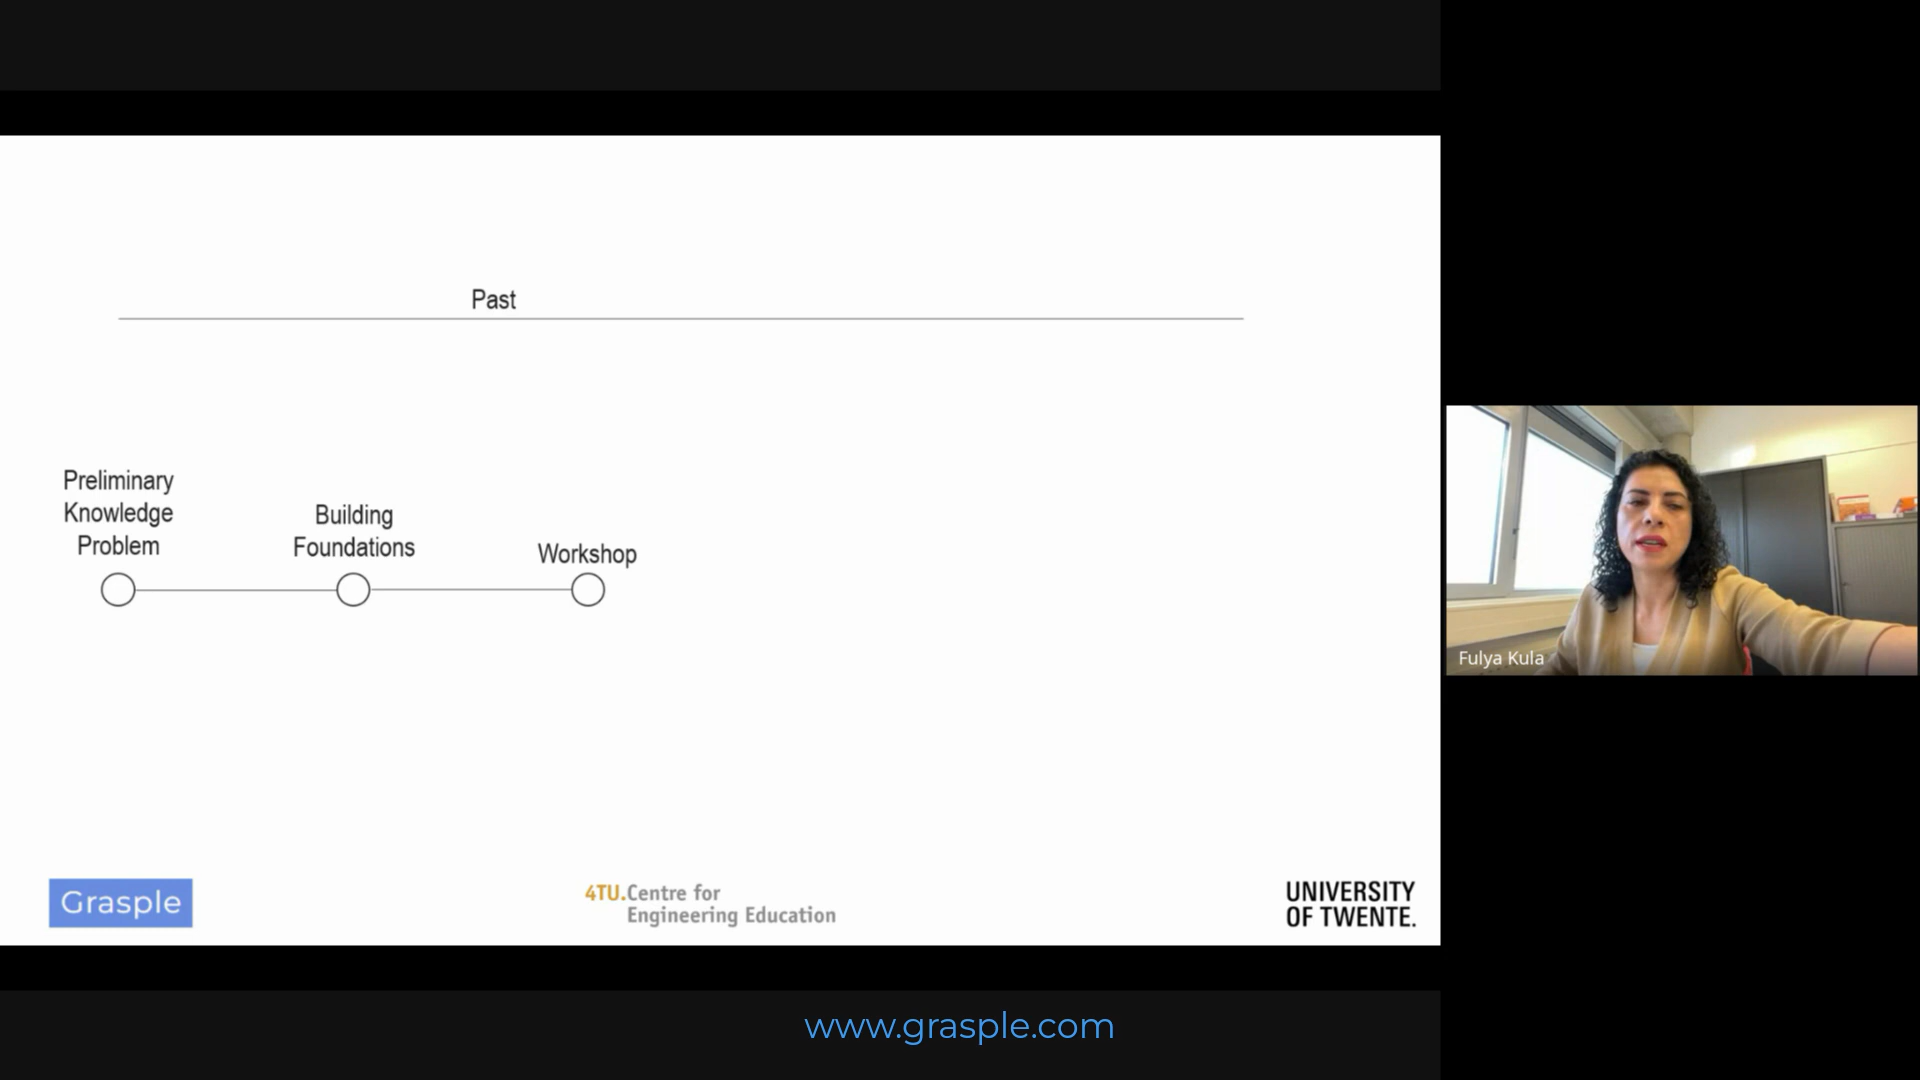 Past
Preliminary
Knowledge
Problem
Building
Foundations
Workshop
Fulya Kula
Grasple
4TU.Centre for
Engineering Education
UNIVERSITY
OF TWENTE.
www.grasple.com